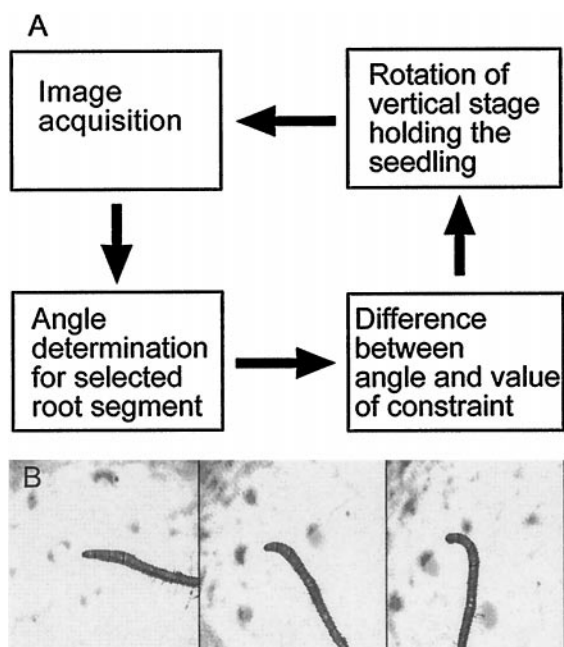 A
Image
acquisition
Rotation of
vertical stage
holding the
seedling
Angle
determination
for selected
root segment
Difference
between
angle and value
of constraint
B